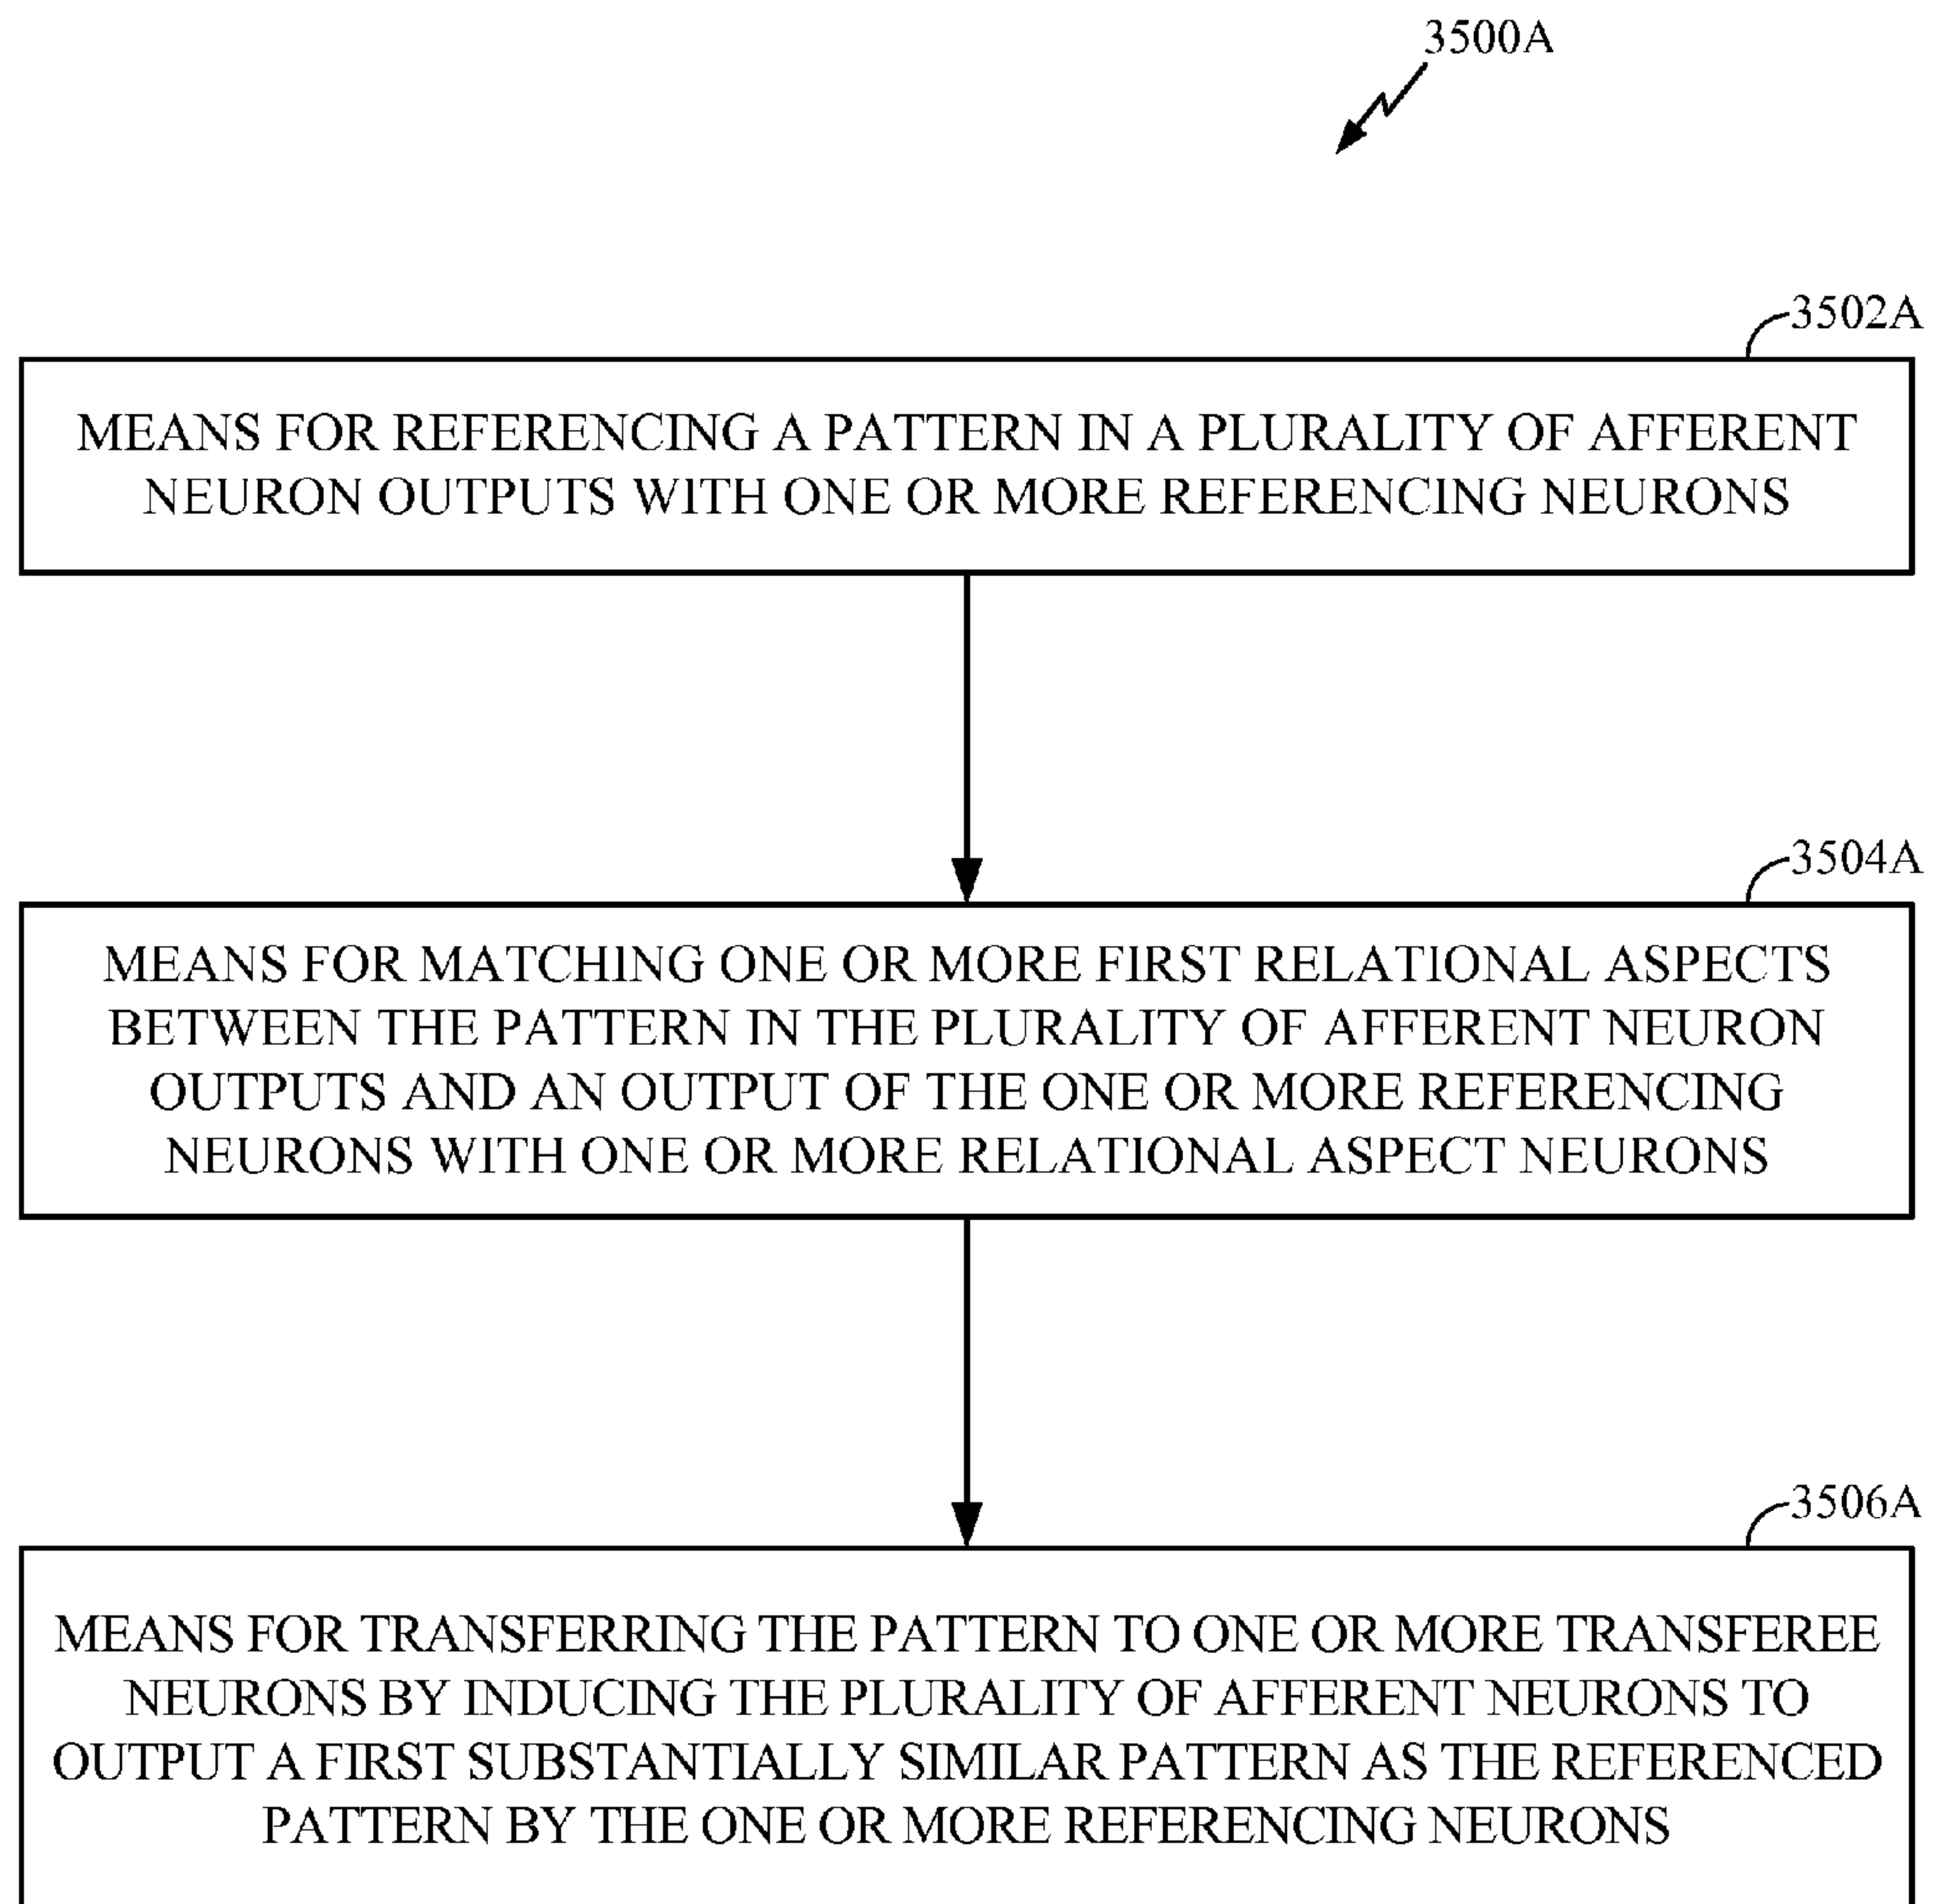 3500A
3502A
MEANS FOR REFERENCING A PATTERN IN A PLURALITY OF AFFERENT
NEURON OUTPUTS WITH ONE OR MORE REFERENCING NEURONS
3504A
MEANS FOR MATCHING ONE OR MORE FIRST RELATIONAL ASPECTS
BETWEEN THE PATTERN IN THE PLURALITY OF AFFERENT NEURON
OUTPUTS AND AN OUTPUT OF THE ONE OR MORE REFERENCING
NEURONS WITH ONE OR MORE RELATIONAL ASPECT NEURONS
3506A
MEANS FOR TRANSFERRING THE PATTERN TO ONE OR MORE TRANSFEREE
NEURONS BY INDUCING THE PLURALITY OF AFFERENT NEURONS TO
OUTPUT A FIRST SUBSTANTIALLY SIMILAR PATTERN AS THE REFERENCED
PATTERN BY THE ONE OR MORE REFERENCING NEURONS